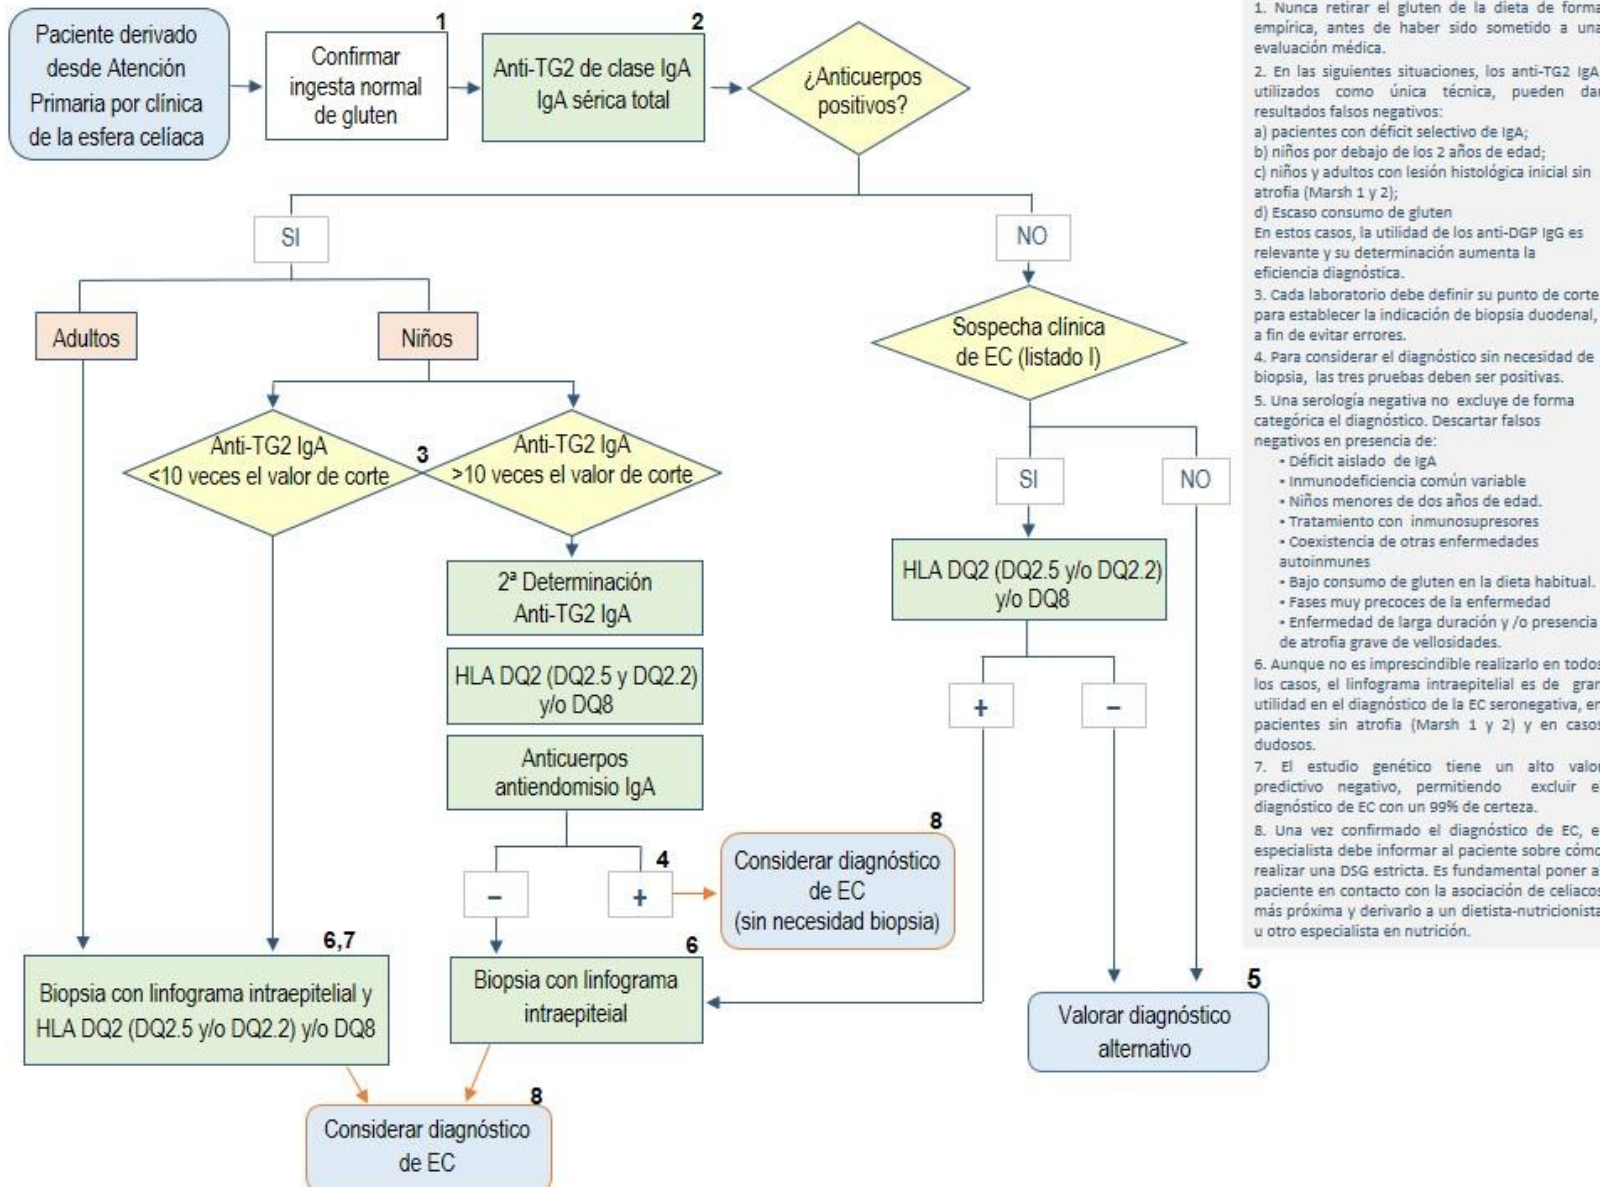 Paciente derivado
desde Atención
Primaria por clínica
de la esfera celíaca
1
Confirmar
ingesta normal
de gluten
2
Anti-TG2 de clase IgA
IgA sérica total
¿Anticuerpos
positivos?
SI
NO
Adultos
Niños
Sospecha clínica
de EC (listado I)
Anti-TG2 IgA
<10 veces el valor de corte
3
Anti-TG2 IgA
>10 veces el valor de corte
SI
NO
2ª Determinación
Anti-TG2 IgA
HLA DQ2 (DQ2.5 y/o DQ2.2)
y/o DQ8
HLA DQ2 (DQ2.5 y DQ2.2)
y/o DQ8
+
–
Anticuerpos
antiendomisio IgA
–
+
4
8
Considerar diagnóstico
de EC
(sin necesidad biopsia)
6,7
Biopsia con linfograma intraepitelial y
HLA DQ2 (DQ2.5 y/o DQ2.2) y/o DQ8
6
Biopsia con linfograma
intraepiteial
5
Valorar diagnóstico
alternativo
8
Considerar diagnóstico
de EC
1. Nunca retirar el gluten de la dieta de forma
empírica, antes de haber sido sometido a una
evaluación médica.
2. En las siguientes situaciones, los anti-TG2 IgA
utilizados como única técnica, pueden dar
resultados falsos negativos:
a) pacientes con déficit selectivo de IgA;
b) niños por debajo de los 2 años de edad;
c) niños y adultos con lesión histológica inicial sin
atrofia (Marsh 1 y 2);
d) Escaso consumo de gluten
En estos casos, la utilidad de los anti-DGP IgG es
relevante y su determinación aumenta la
eficiencia diagnóstica.
3. Cada laboratorio debe definir su punto de corte
para establecer la indicación de biopsia duodenal,
a fin de evitar errores.
4. Para considerar el diagnóstico sin necesidad de
biopsia, las tres pruebas deben ser positivas.
5. Una serología negativa no excluye de forma
categórica el diagnóstico. Descartar falsos
negativos en presencia de:
▪ Déficit aislado de IgA
▪ Inmunodeficiencia común variable
▪ Niños menores de dos años de edad.
▪ Tratamiento con inmunosupresores
▪ Coexistencia de otras enfermedades
autoinmunes
▪ Bajo consumo de gluten en la dieta habitual.
▪ Fases muy precoces de la enfermedad
▪ Enfermedad de larga duración y /o presencia
de atrofia grave de vellosidades.
6. Aunque no es imprescindible realizarlo en todos
los casos, el linfograma intraepitelial es de gran
utilidad en el diagnóstico de la EC seronegativa, en
pacientes sin atrofia (Marsh 1 y 2) y en casos
dudosos.
7. El estudio genético tiene un alto valor
predictivo negativo, permitiendo excluir el
diagnóstico de EC con un 99% de certeza.
8. Una vez confirmado el diagnóstico de EC, el
especialista debe informar al paciente sobre cómo
realizar una DSG estricta. Es fundamental poner al
paciente en contacto con la asociación de celiacos
más próxima y derivarlo a un dietista-nutricionista
u otro especialista en nutrición.